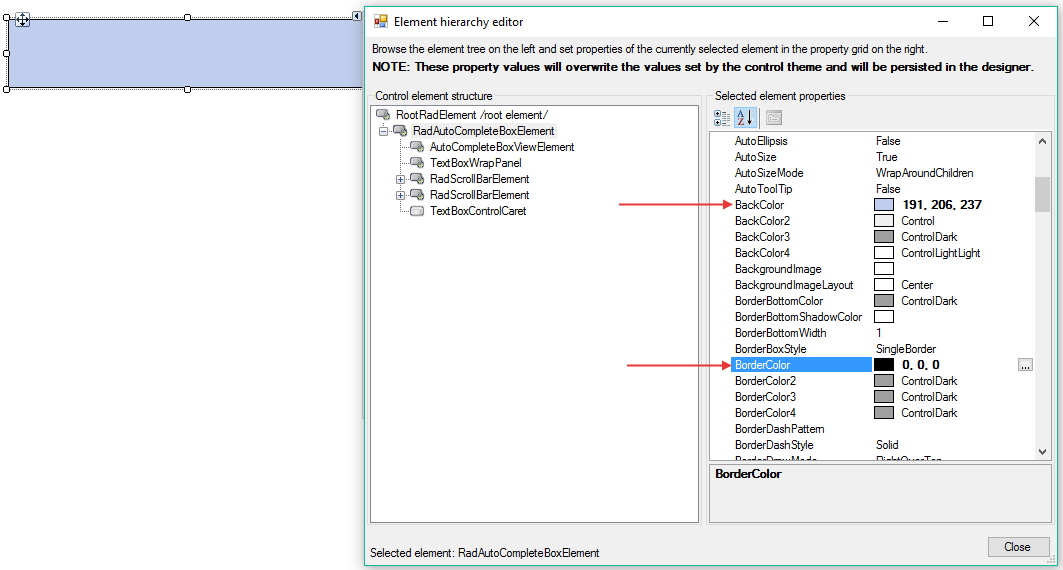 Element hierarchy editor
Browse the element tree on the left and set properties of the currently selected element in the property grid on the right.
NOTE: These property values will overwrite the values set by the control theme and will be persisted in the designer.
Control element structure
RootRadElement /root element/
RadAutoCompleteBoxElement
AutoCompleteBoxViewElement
TextBoxWrapPanel
RadScrollBarElement
RadScrollBarElement
TextBoxControlCaret
Selected element properties
AutoEllipsis False
AutoSize True
AutoSizeMode WrapAroundChildren
AutoToolTip False
BackColor 191, 206, 237
BackColor2 Control
BackColor3 ControlDark
BackColor4 ControlLightLight
BackgroundImage
BackgroundImageLayout Center
BorderBottomColor ControlDark
BorderBottomShadowColor
BorderBottomWidth 1
BorderBoxStyle SingleBorder
BorderColor 0, 0, 0 ...
BorderColor2 ControlDark
BorderColor3 ControlDark
BorderColor4 ControlDark
BorderDashPattern
BorderDashStyle Solid
BorderDrawMode RightOverTop
BorderColor
Selected element: RadAutoCompleteBoxElement
Close